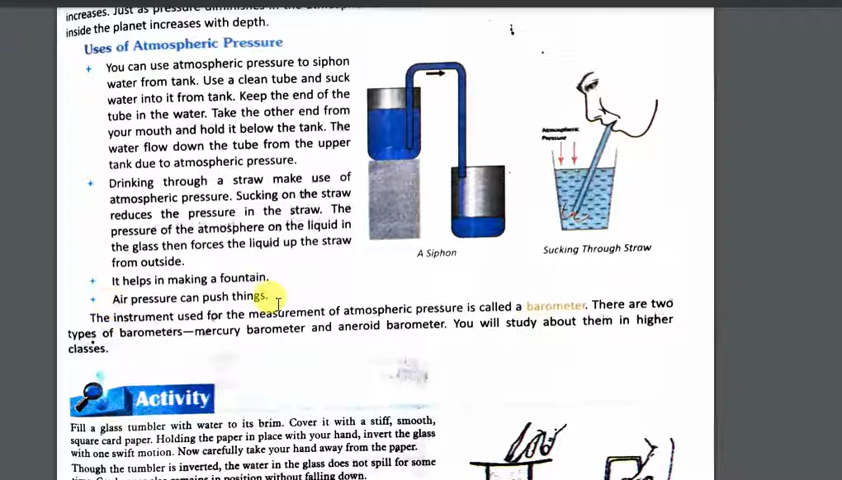 increases. Just as pressure
inside the planet increases with depth.
Uses of Atmospheric Pressure
+ You can use atmospheric pressure to siphon
water from tank. Use a clean tube and suck
water into it from tank. Keep the end of the
tube in the water. Take the other end from
your mouth and hold it below the tank. The
water flow down the tube from the upper
tank due to atmospheric pressure.
+ Drinking through a straw make use of
atmospheric pressure. Sucking on the straw
reduces the pressure in the straw. The
pressure of the atmosphere on the liquid in
the glass then forces the liquid up the straw
from outside.
+ It helps in making a fountain.
+ Air pressure can push things.
A Siphon
Atmospheric
Pressure
Sucking Through Straw
The instrument used for the measurement of atmospheric pressure is called a barometer. There are two
types of barometers—mercury barometer and aneroid barometer. You will study about them in higher
classes.
Activity
Fill a glass tumbler with water to its brim. Cover it with a stiff, smooth,
square card paper. Holding the paper in place with your hand, invert the glass
with one swift motion. Now carefully take your hand away from the paper.
Though the tumbler is inverted, the water in the glass does not spill for some
in position without falling down.